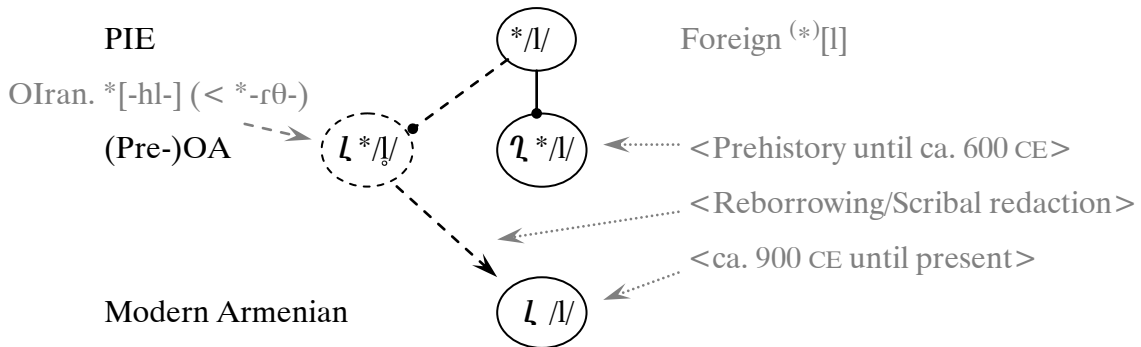 PIE */l/ Foreign (*)[l]
OIran. *[-hl-] (< *-ɾθ-)
(Pre-)OA լ */l̥/ ղ */l/ <Prehistory until ca. 600 CE>
<Reborrowing/Scribal redaction>
<ca. 900 CE until present>
Modern Armenian լ /l/